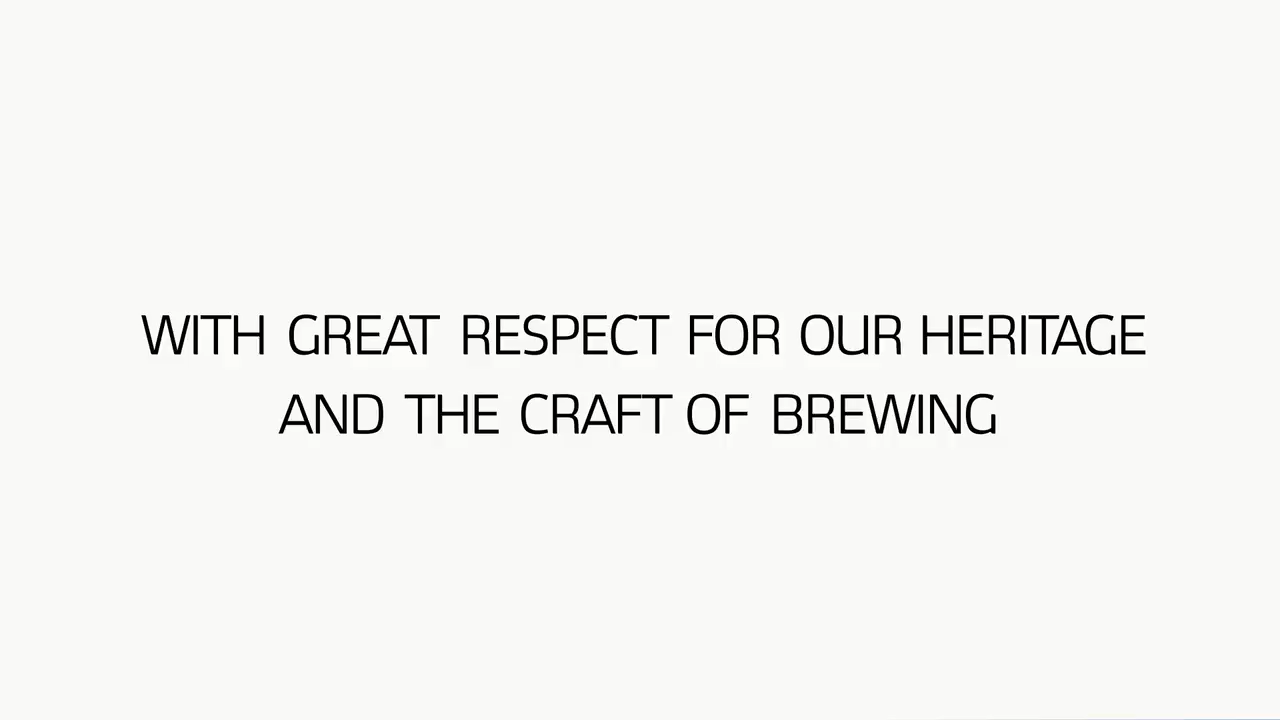 WITH GREAT RESPECT FOR OUR HERITAGE
AND THE CRAFT OF BREWING